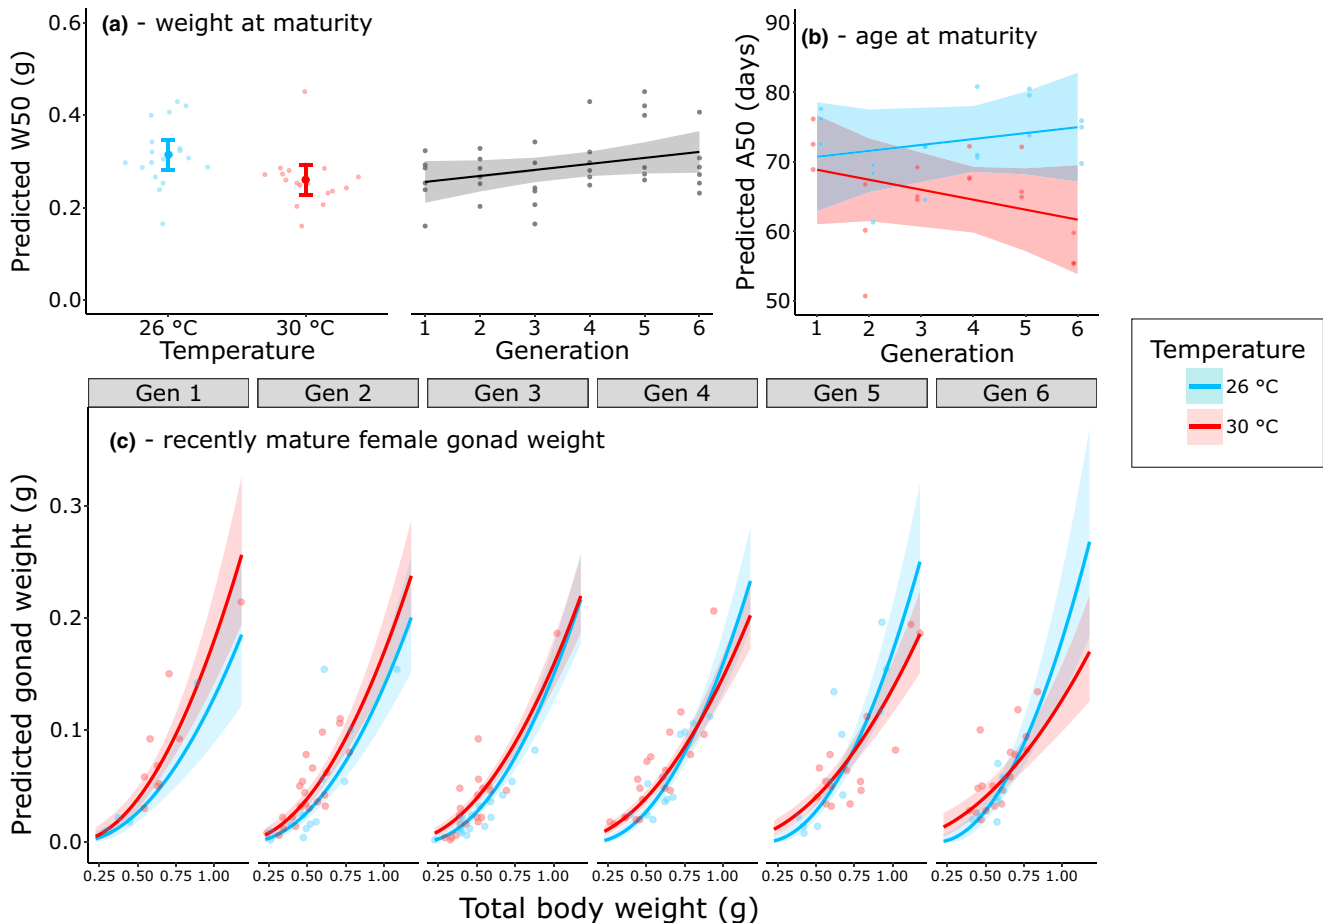 (a) - weight at maturity
Predicted W50 (g)
0.6
0.4
0.2
0.0
26 °C 30 °C
Temperature
1 2 3 4 5 6
Generation
(b) - age at maturity
Predicted A50 (days)
90
80
70
60
50
1 2 3 4 5 6
Generation
Temperature
26 °C
30 °C
Gen 1 Gen 2 Gen 3 Gen 4 Gen 5 Gen 6
(c) - recently mature female gonad weight
Predicted gonad weight (g)
0.3
0.2
0.1
0.0
0.25 0.50 0.75 1.00 0.25 0.50 0.75 1.00 0.25 0.50 0.75 1.00 0.25 0.50 0.75 1.00 0.25 0.50 0.75 1.00 0.25 0.50 0.75 1.00
Total body weight (g)